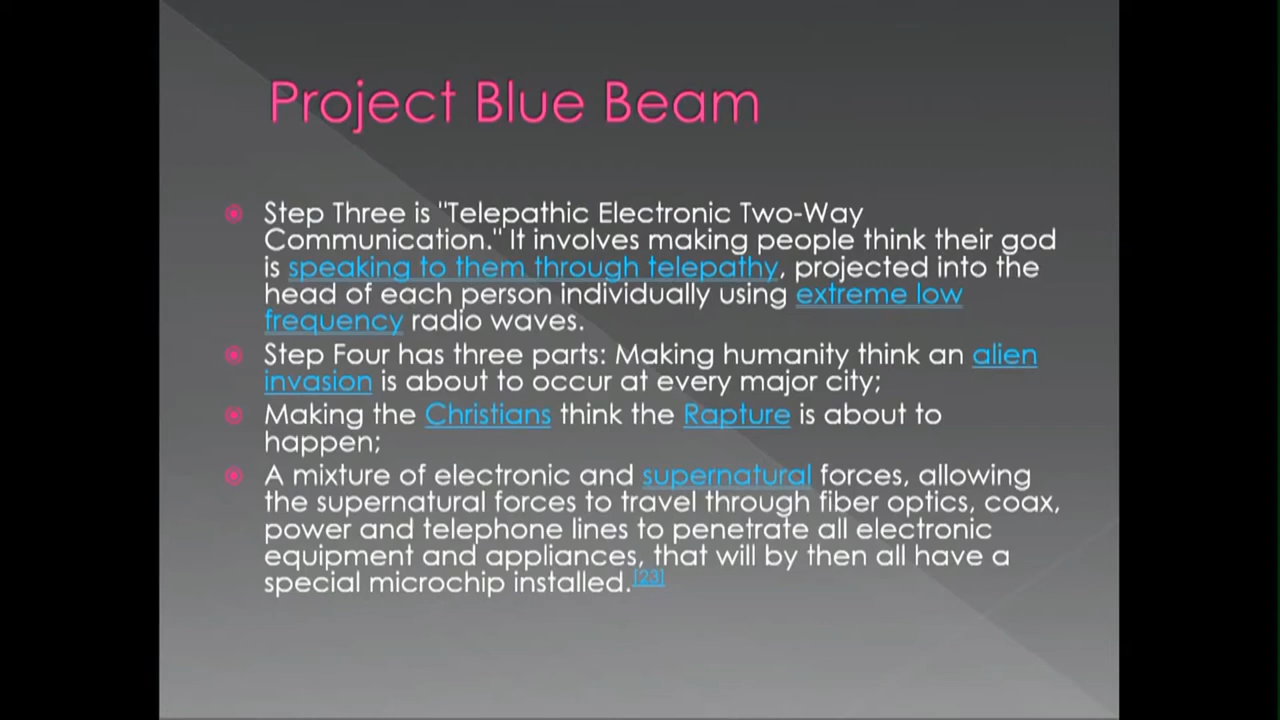 Project Blue Beam
Step Three is "Telepathic Electronic Two-Way
Communication." It involves making people think their god
is speaking to them through telepathy, projected into the
head of each person individually using extreme low
frequency radio waves.
Step Four has three parts: Making humanity think an alien
invasion is about to occur at every major city;
Making the Christians think the Rapture is about to
happen;
A mixture of electronic and supernatural forces, allowing
the supernatural forces to travel through fiber optics, coax,
power and telephone lines to penetrate all electronic
equipment and appliances, that will by then all have a
special microchip installed.[23]